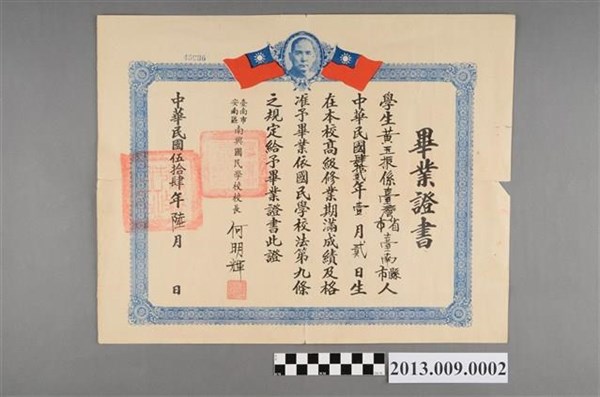 畢業證書
學生黃五振係臺灣省臺南縣市人
中華民國肆貳年壹月貳日生
在本校高級修業期滿成績及格
准予畢業依國民學校法第九條
之規定給予畢業證書此證
臺南市安南區南興國民學校校長 何明輝
中華民國伍拾肆年陸月 日
2013.009.0002